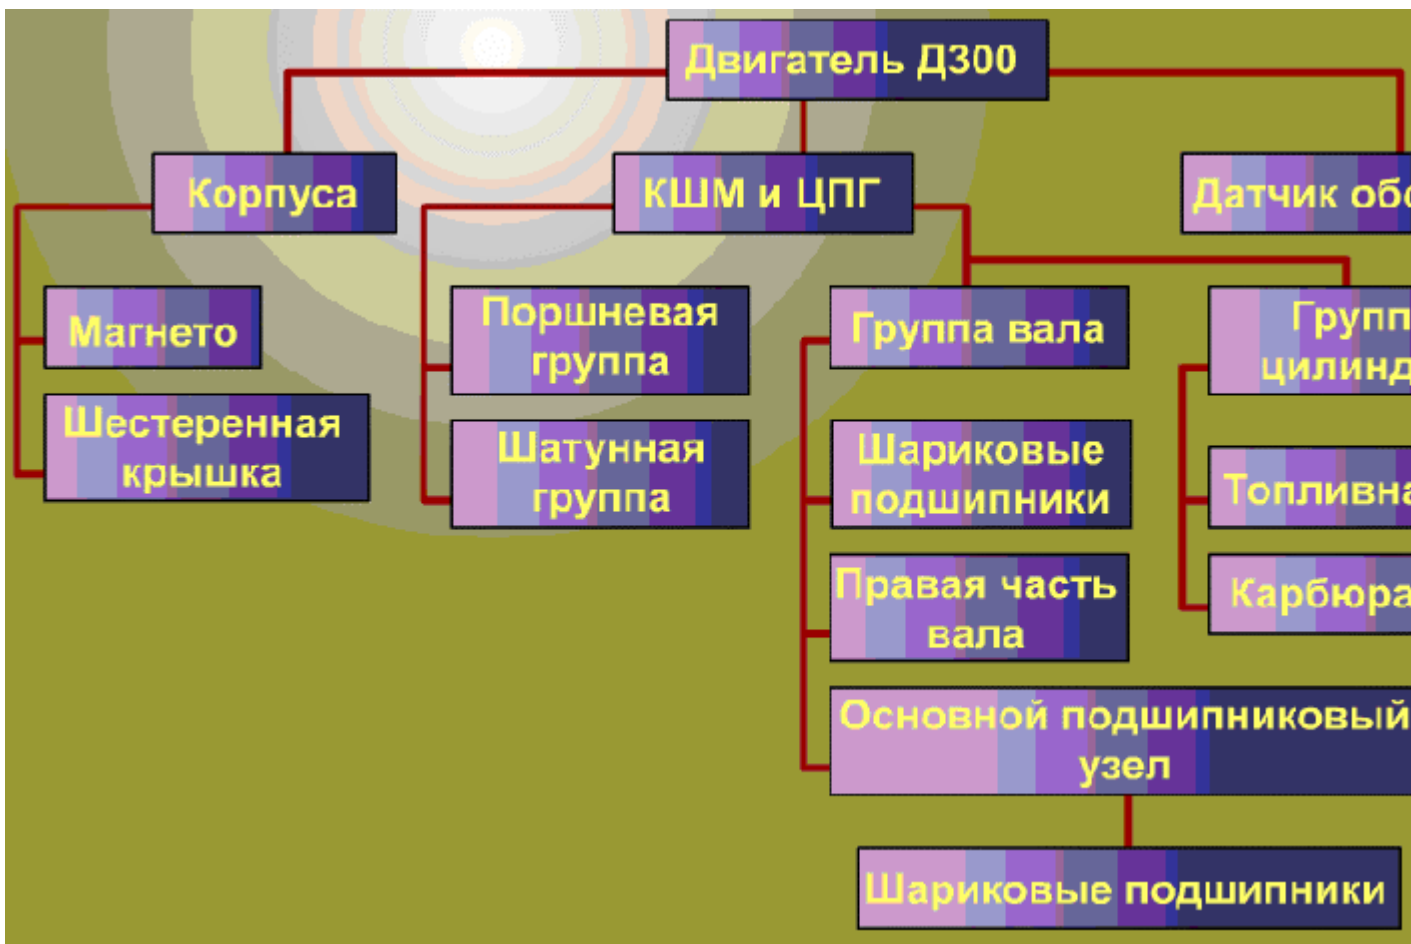 Двигатель Д300
Корпуса
КШМ и ЦПГ
Датчик
Магнето
Шестеренная
крышка
Поршневая
группа
Шатунная
группа
Группа вала
Шариковые
подшипники
Правая часть
вала
Основной подшипниковый
узел
Шариковые подшипники